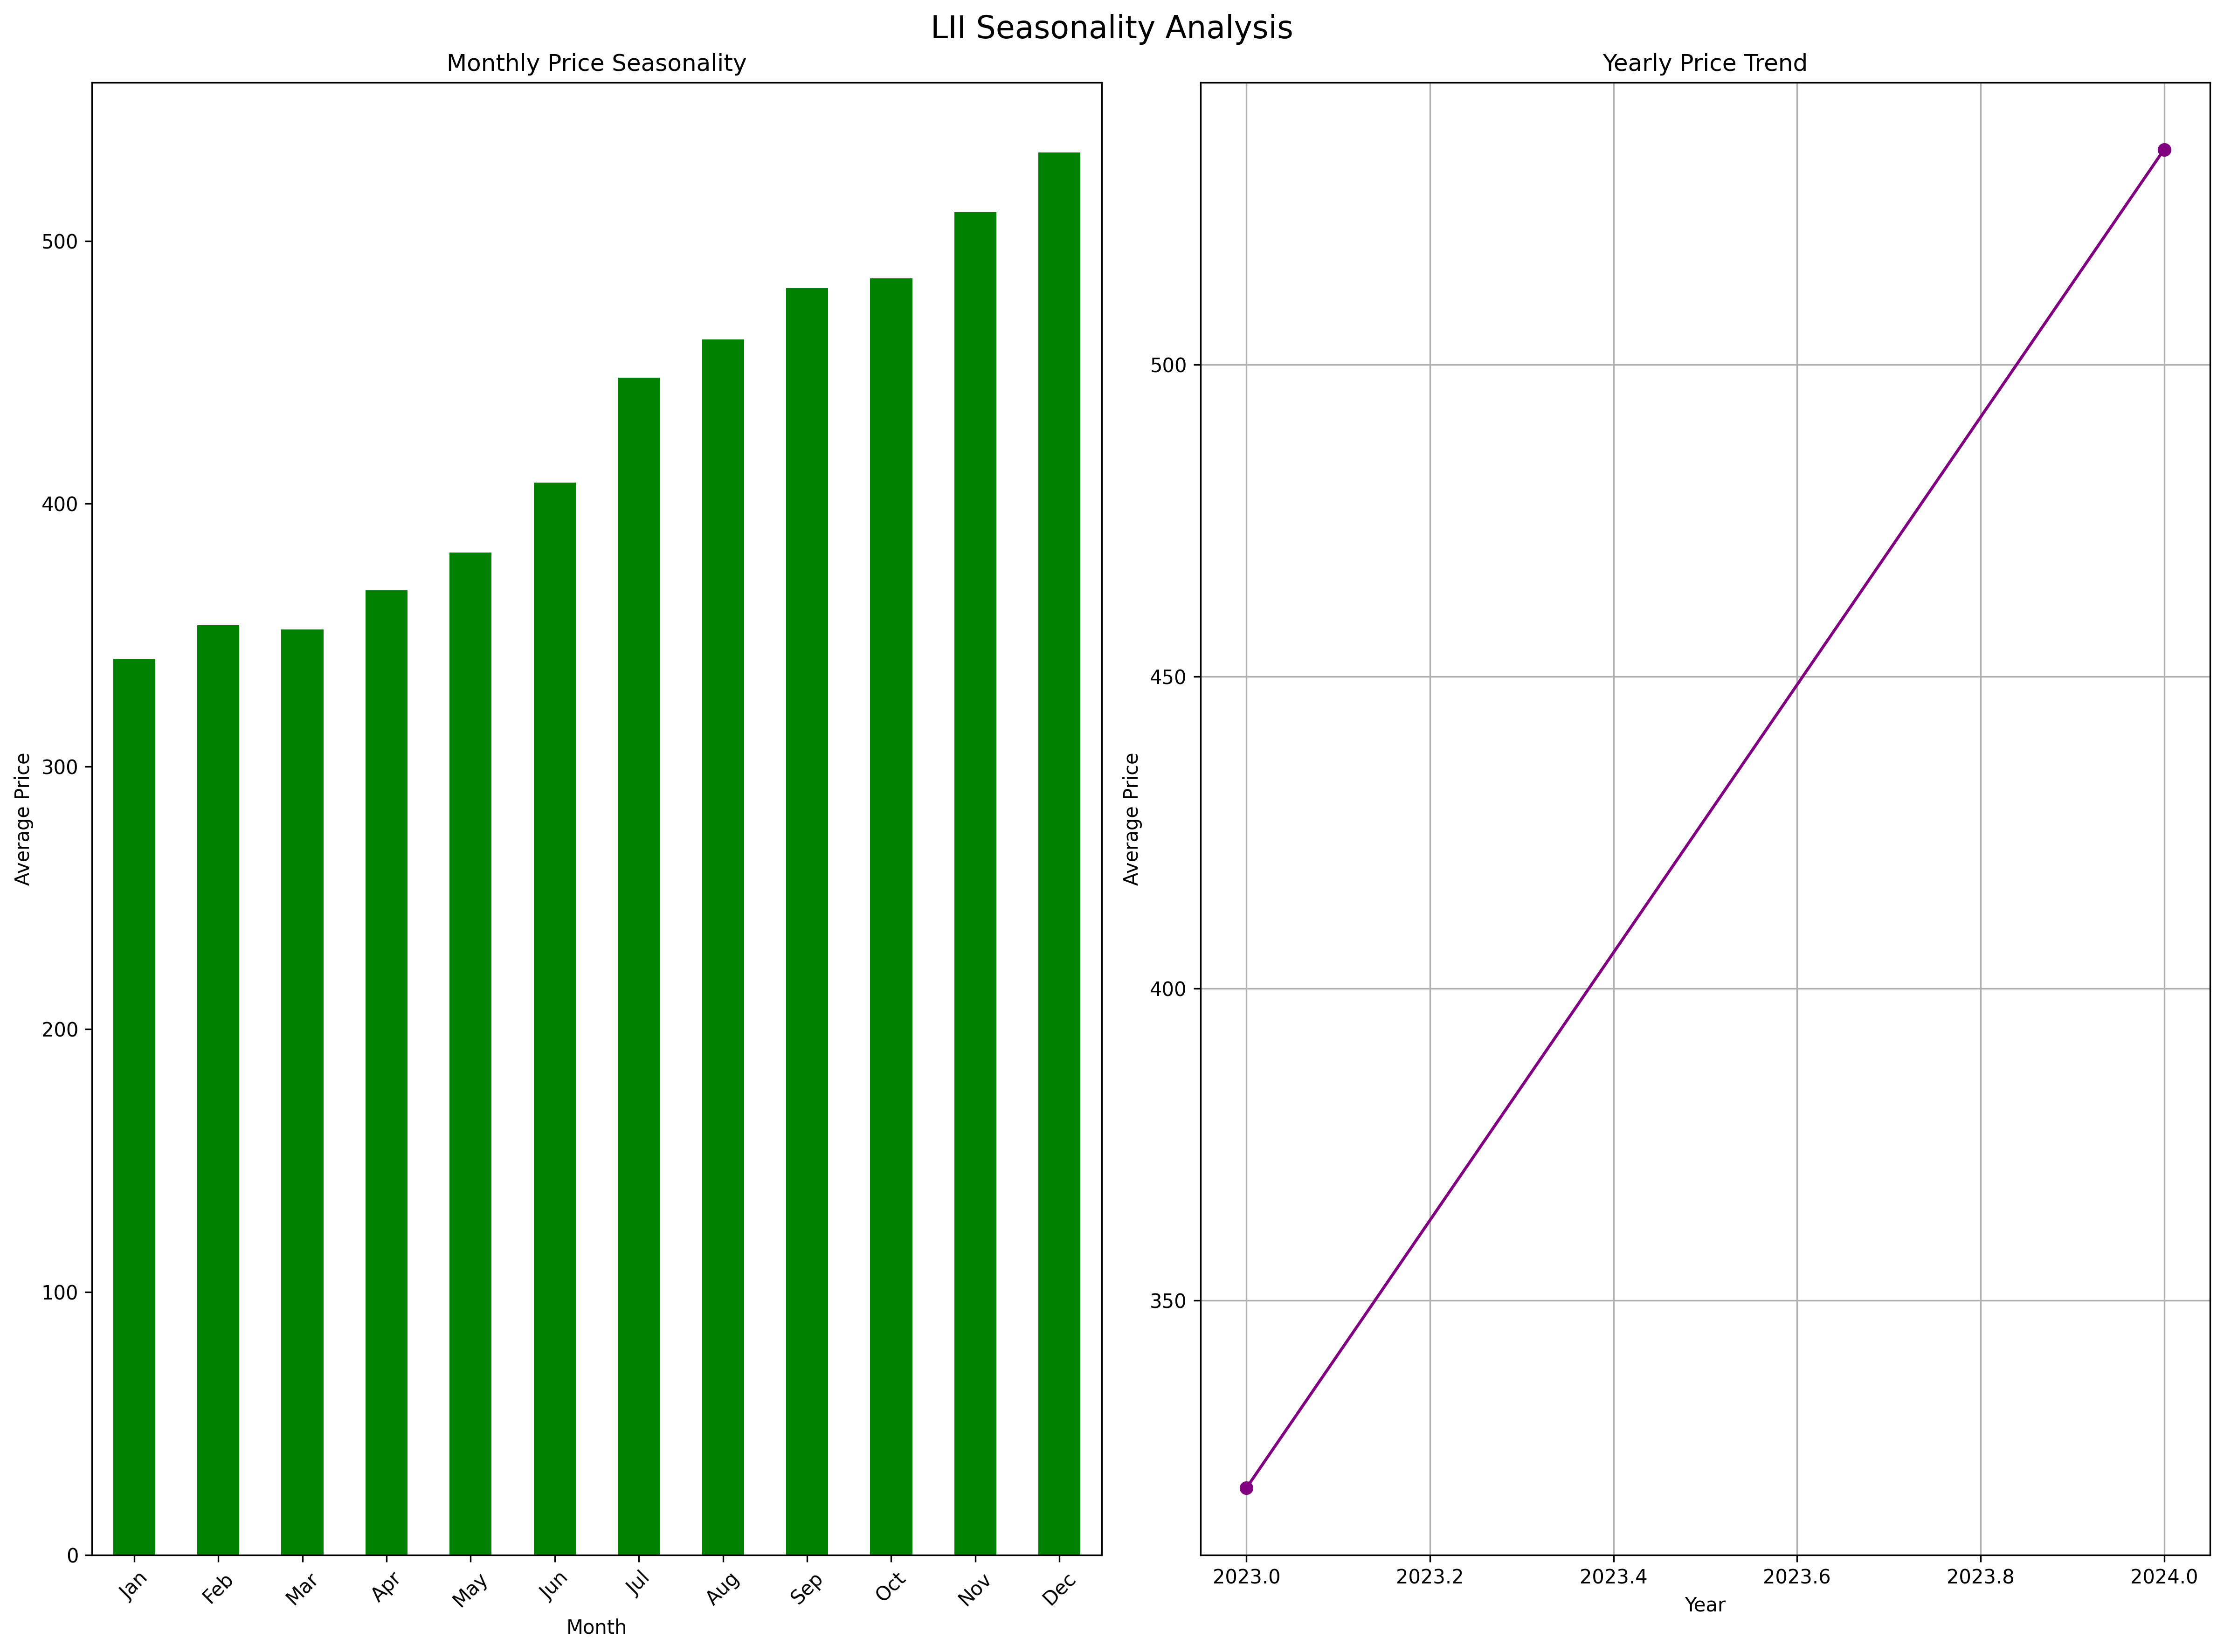 LII Seasonality Analysis
Monthly Price Seasonality
Average Price
500
400
300
200
100
0
Jan Feb Mar Apr May Jun Jul Aug Sep Oct Nov Dec
Month
Yearly Price Trend
Average Price
500
450
400
350
2023.0 2023.2 2023.4 2023.6 2023.8 2024.0
Year